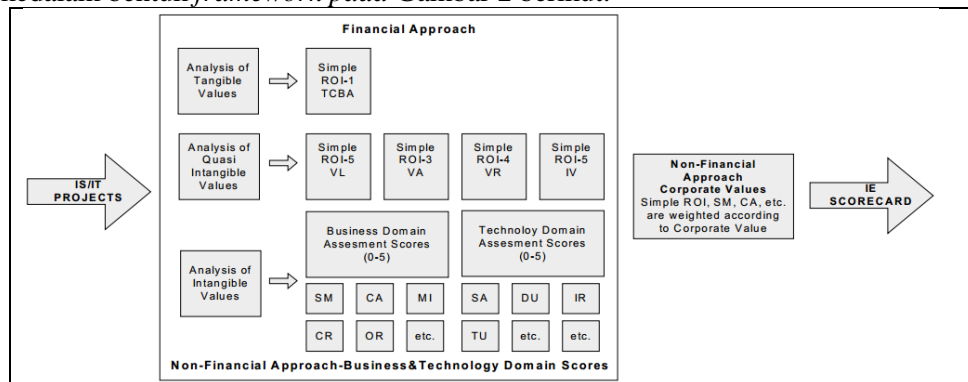 Gambar 2 berikut.
Financial Approach
Analysis of
Tangible
Values
Simple
ROI-1
TCBA
Analysis of
Quasi
Intangible
Values
Simple
ROI-5
VL
Simple
ROI-3
VA
Simple
ROI-4
VR
Simple
ROI-5
IV
IS/IT
PROJECTS
Non-Financial
Approach
Corporate Values
Simple ROI, SM, CA, etc.
are weighted according
to Corporate Value
IE
SCORECARD
Analysis of
Intangible
Values
Business Domain
Assesment Scores
(0-5)
Technoloy Domain
Assesment Scores
(0-5)
SM CA MI SA DU IR
CR OR etc. TU etc. etc.
Non-Financial Approach-Business&Technology Domain Scores